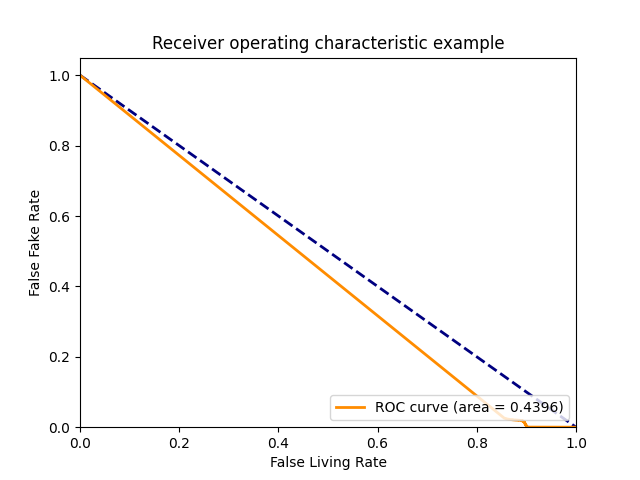 Receiver operating characteristic example
1.0
0.8
0.6
0.4
0.2
0.0
False Fake Rate
ROC curve (area = 0.4396)
0.0 0.2 0.4 0.6 0.8 1.0
False Living Rate